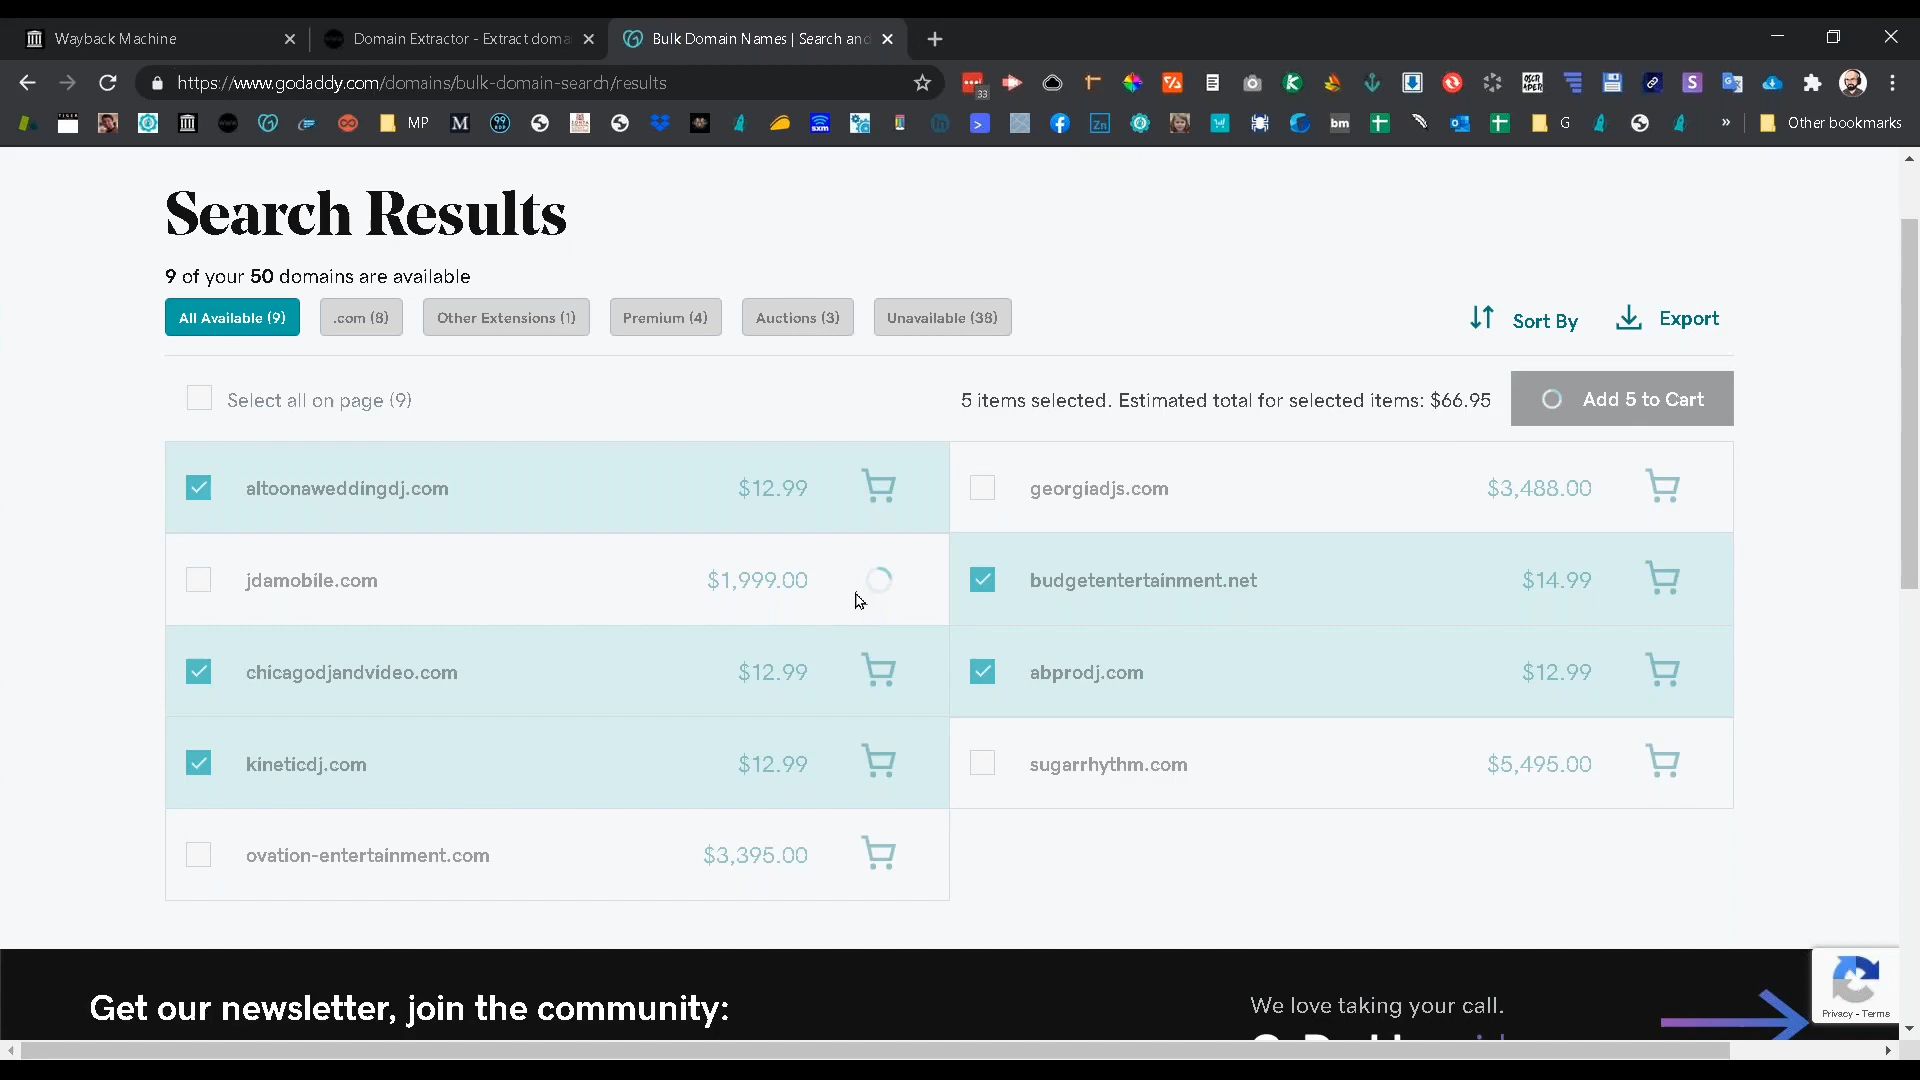 Wayback Machine
Domain Extractor - Extract doma
Bulk Domain Names | Search and
https://www.godaddy.com/domains/bulk-domain-search/results
33
MP
bm
G
»
Other bookmarks
Search Results
9 of your 50 domains are available
All Available (9)
.com (8)
Other Extensions (1)
Premium (4)
Auctions (3)
Unavailable (38)
Sort By
Export
Select all on page (9)
5 items selected. Estimated total for selected items: $66.95
Add 5 to Cart
altoonaweddingdj.com $12.99
georgiadjs.com $3,488.00
jdamobile.com $1,999.00
budgetentertainment.net $14.99
chicagodjandvideo.com $12.99
abprodj.com $12.99
kineticdj.com $12.99
sugarrhythm.com $5,495.00
ovation-entertainment.com $3,395.00
Get our newsletter, join the community:
We love taking your call.
Privacy - Terms